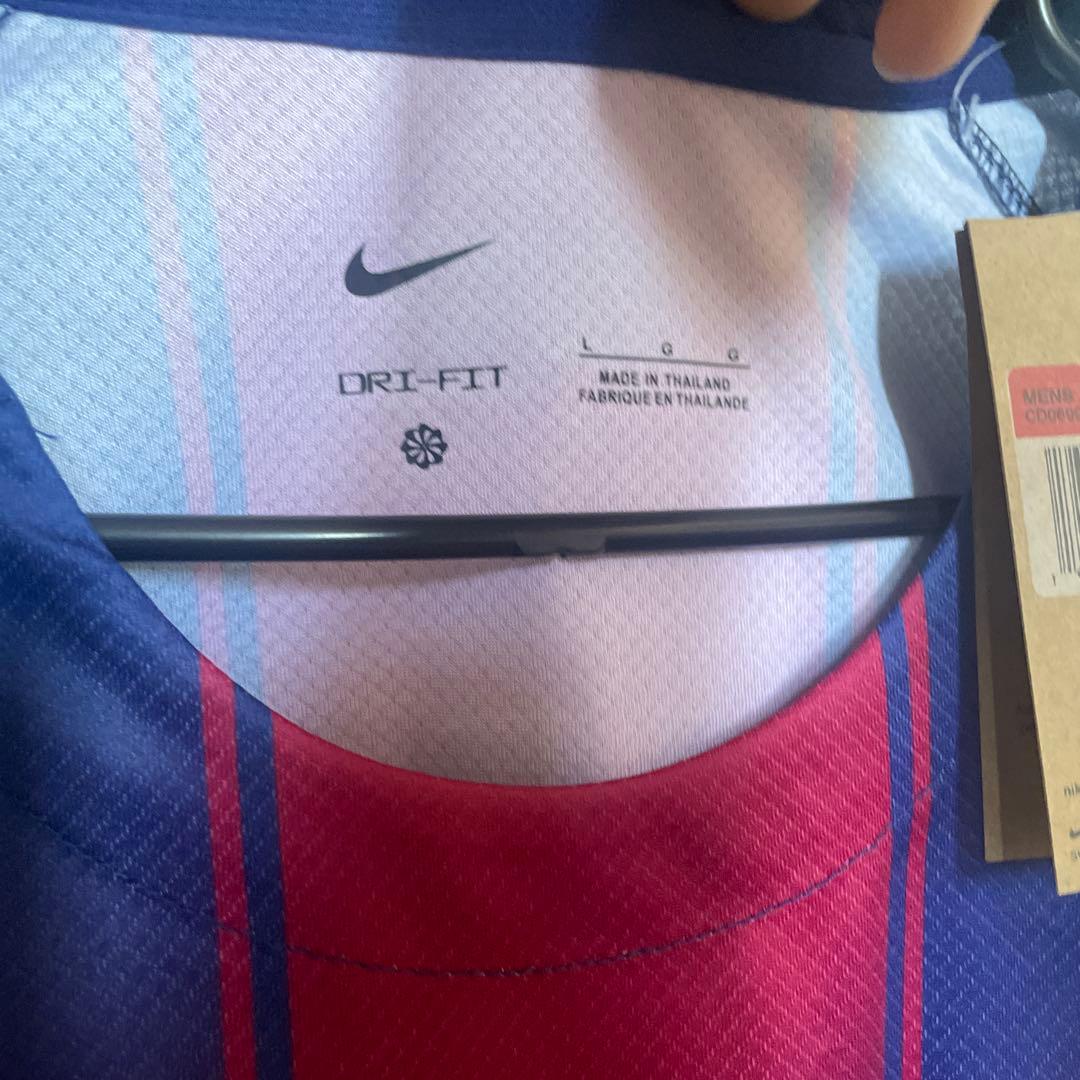 DRI-FIT
L G G
MADE IN THAILAND
FABRIQUE EN THAILANDE
MENS